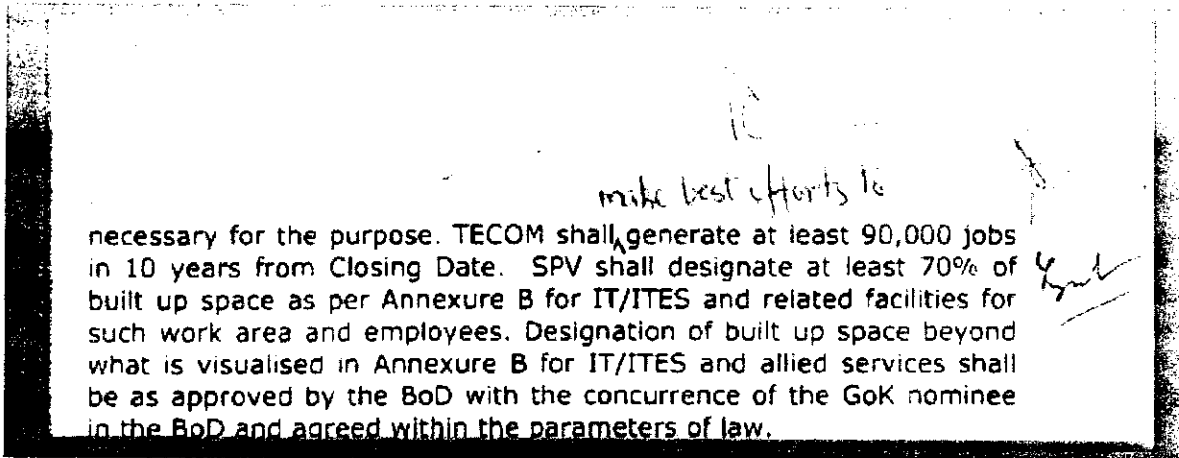 make best efforts to
necessary for the purpose. TECOM shall generate at least 90,000 jobs
in 10 years from Closing Date. SPV shall designate at least 70% of
built up space as per Annexure B for IT/ITES and related facilities for
such work area and employees. Designation of built up space beyond
what is visualised in Annexure B for IT/ITES and allied services shall
be as approved by the BoD with the concurrence of the GoK nominee
in the BoD and agreed within the parameters of law.